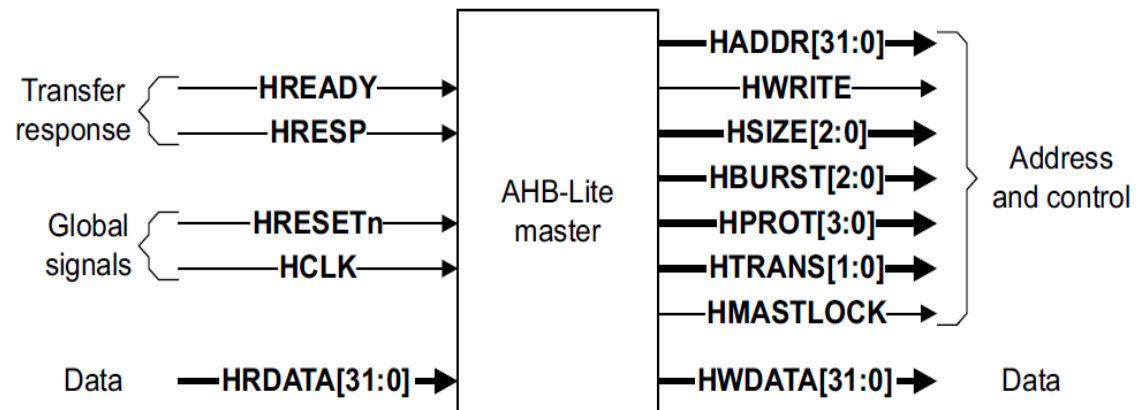 Transfer
response
HREADY
HRESP
Global
signals
HRESETn
HCLK
Data
HRDATA[31:0]
AHB-Lite
master
HADDR[31:0]
HWRITE
HSIZE[2:0]
HBURST[2:0]
HPROT[3:0]
HTRANS[1:0]
HMASTLOCK
Address
and control
HWDATA[31:0]
Data